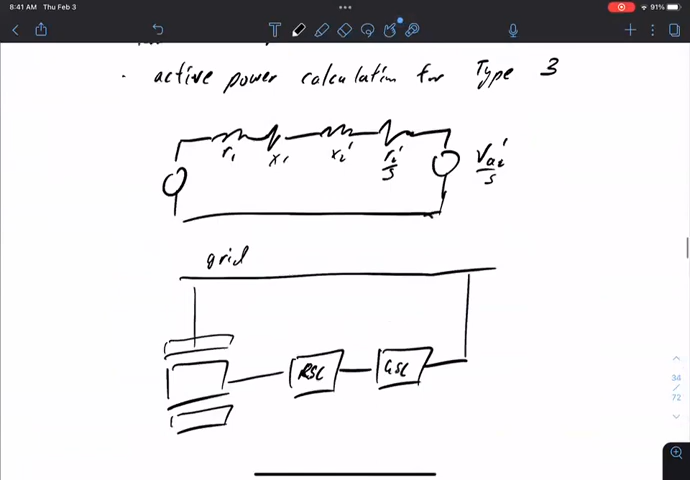 8:41 AM Thu Feb 3
91%
. active power calculation for Type 3
r₁ x₁ x₂' r₂'/s Va₂'/s
grid
RSC GSC
34
/
72